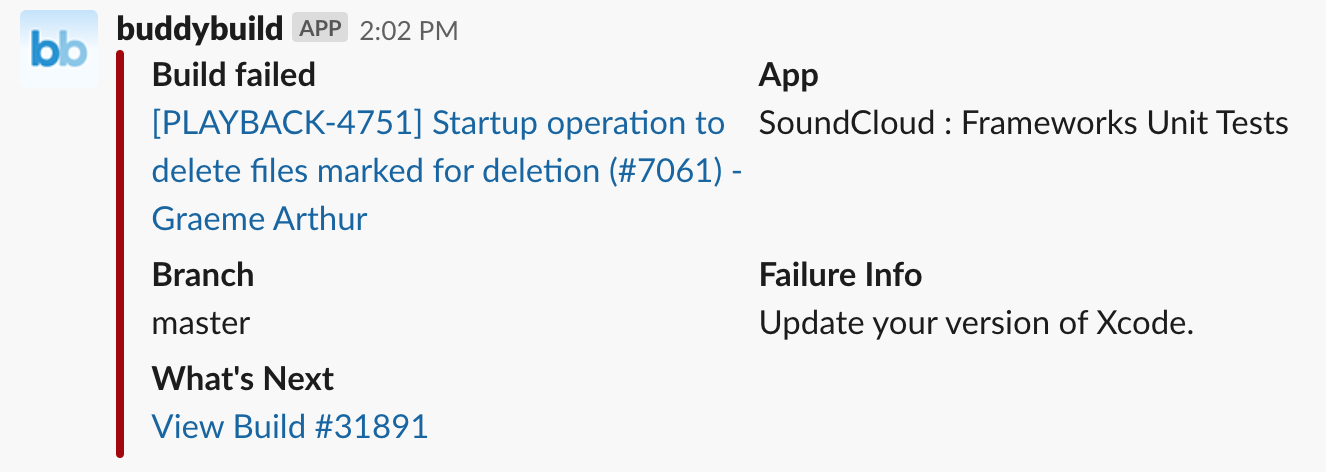 bb
buddybuild APP 2:02 PM
Build failed
[PLAYBACK-4751] Startup operation to
delete files marked for deletion (#7061) -
Graeme Arthur
App
SoundCloud : Frameworks Unit Tests
Branch
master
Failure Info
Update your version of Xcode.
What's Next
View Build #31891